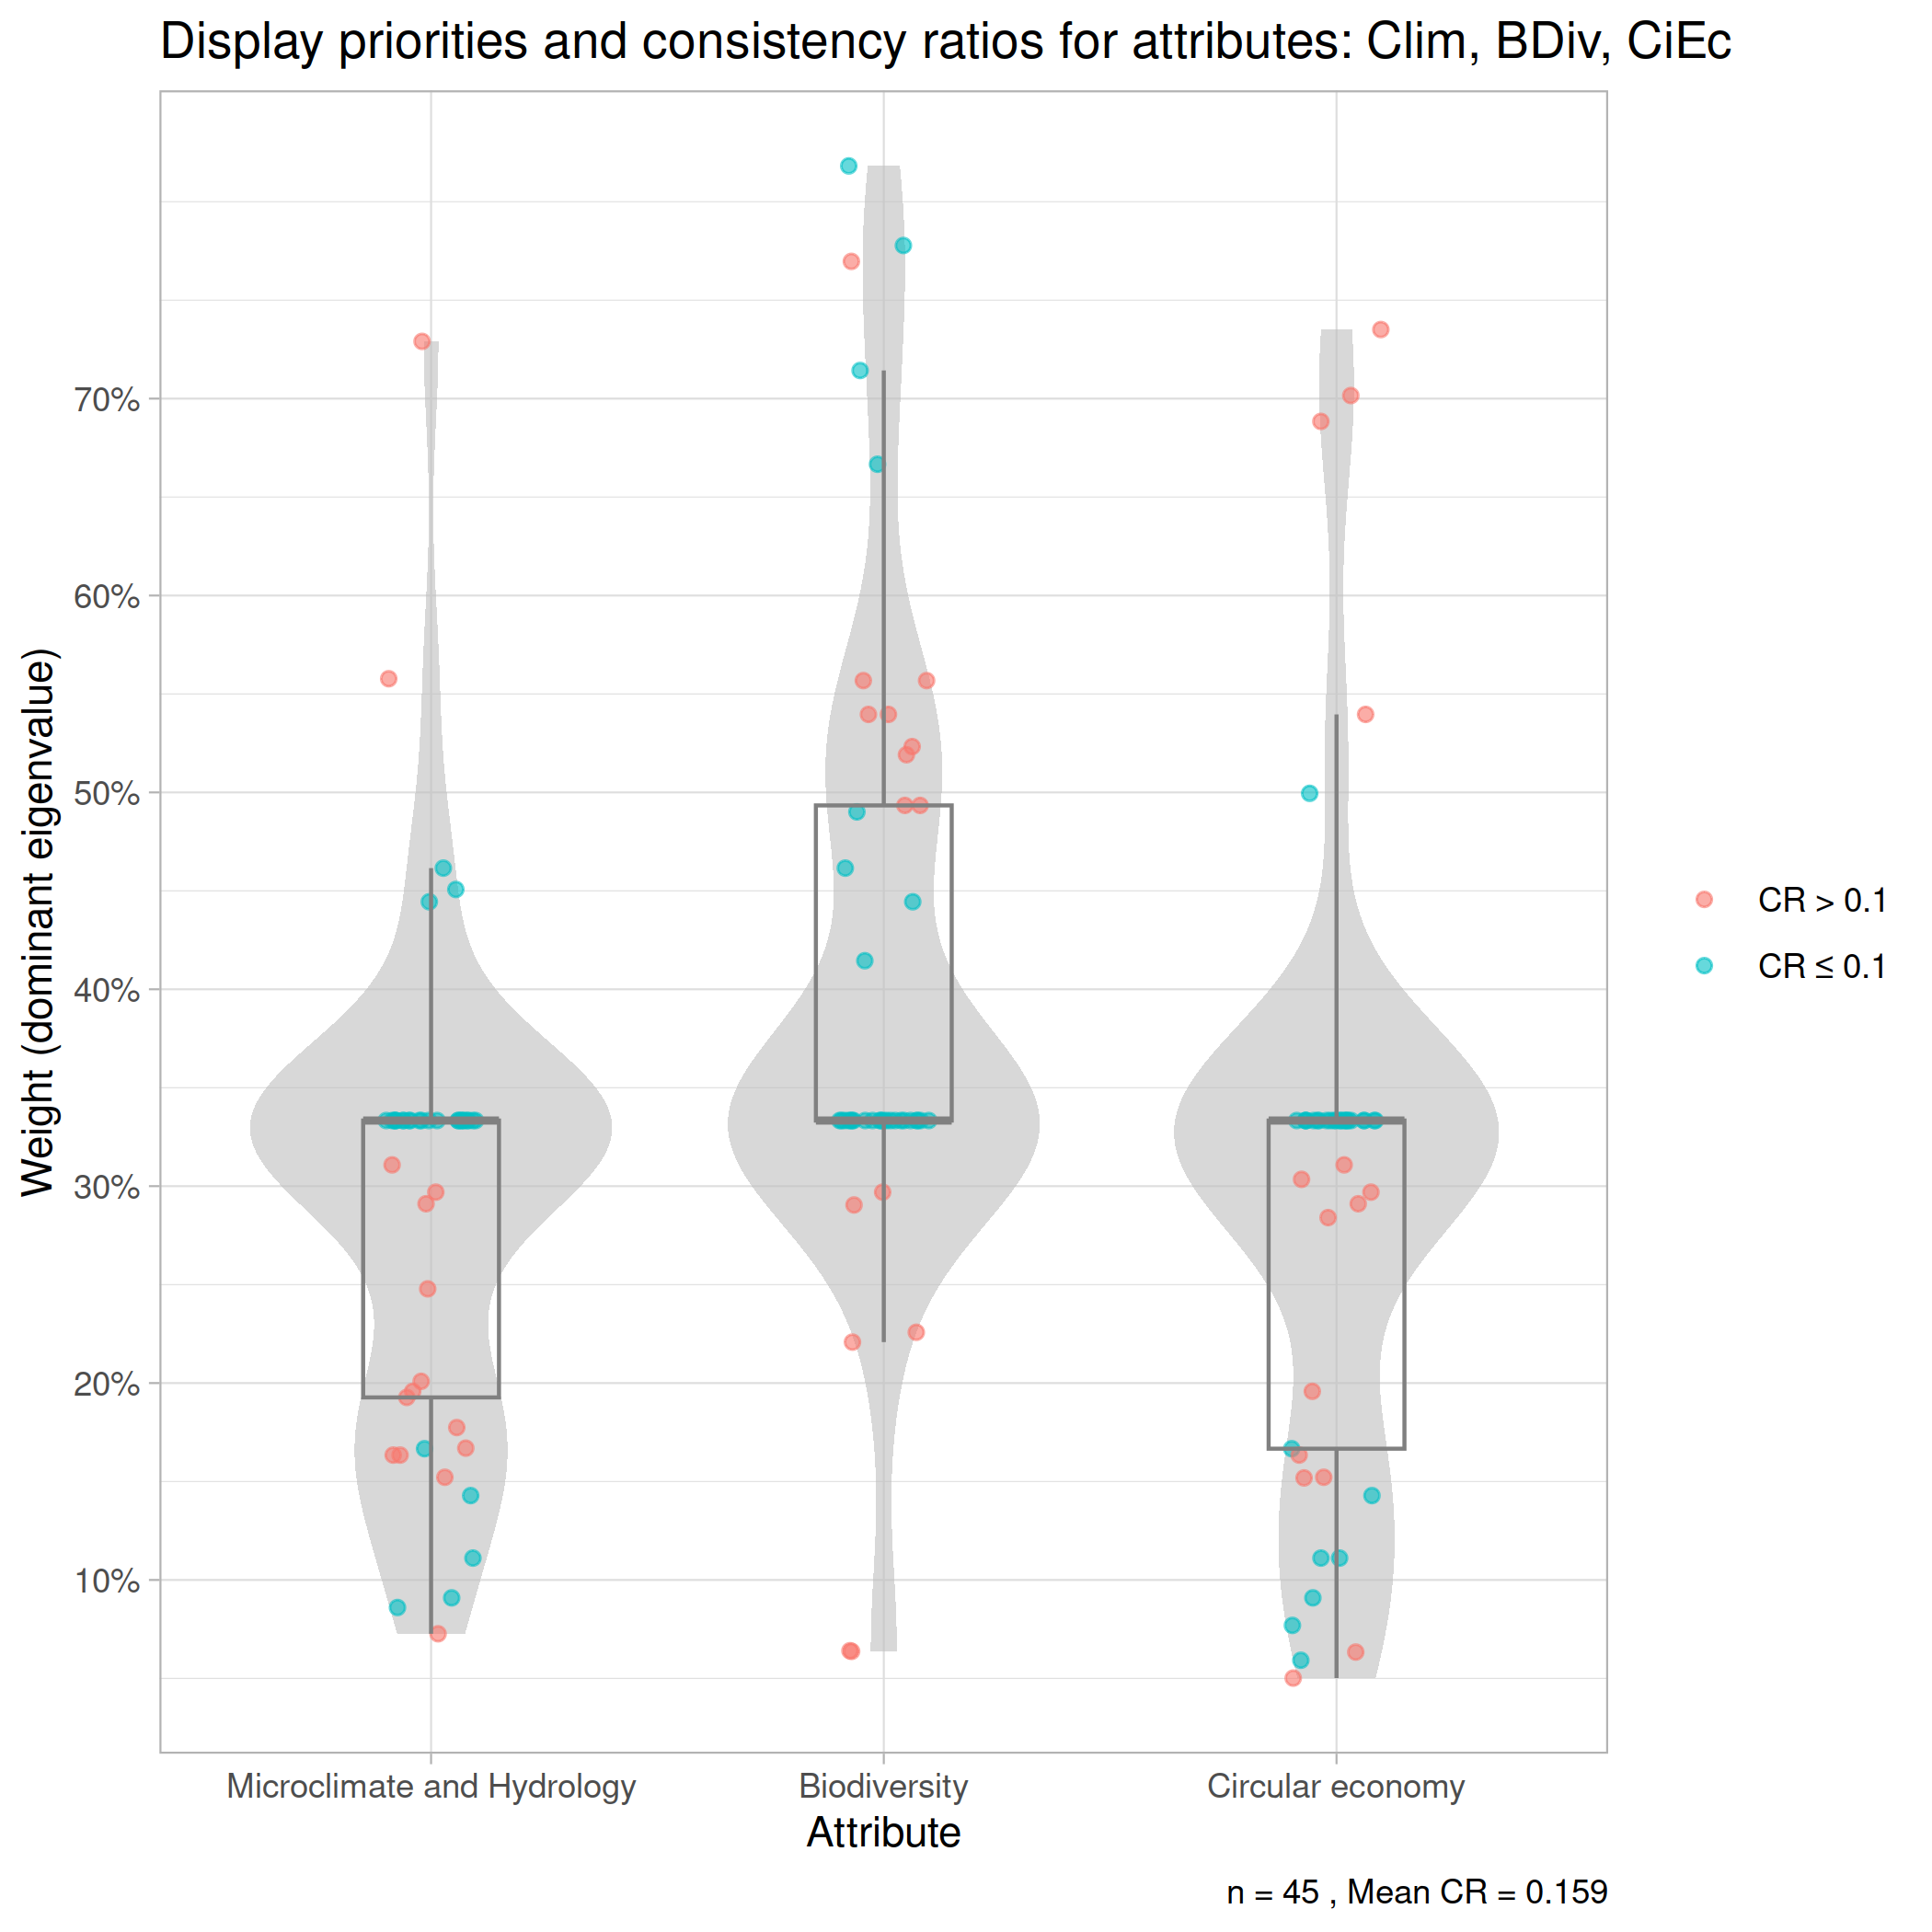 Display priorities and consistency ratios for attributes: Clim, BDiv, CiEc
Weight (dominant eigenvalue)
70%
60%
50%
40%
30%
20%
10%
CR > 0.1
CR ≤ 0.1
Microclimate and Hydrology
Biodiversity
Circular economy
Attribute
n = 45 , Mean CR = 0.159